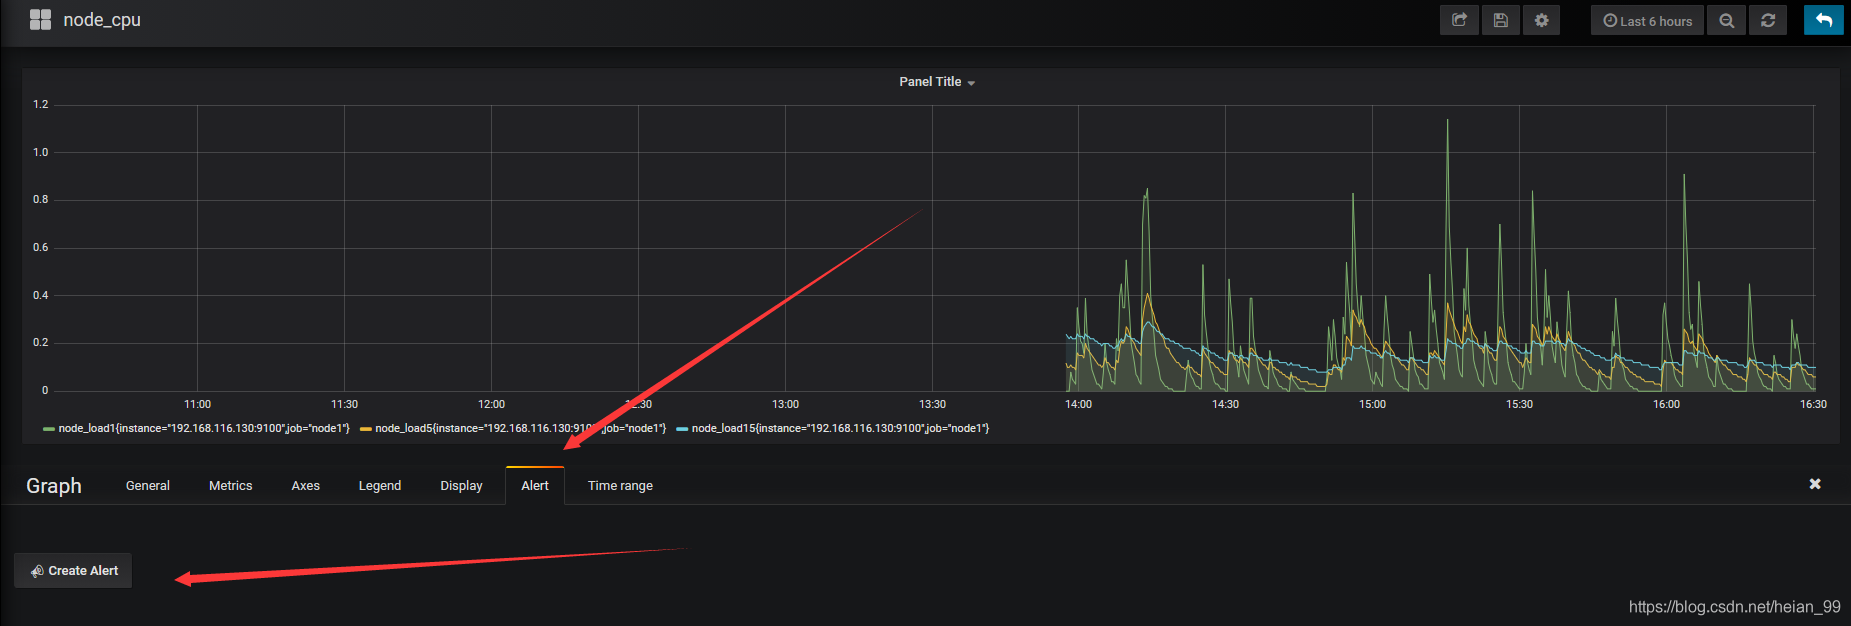 node_cpu
Last 6 hours
Panel Title
1.2
1.0
0.8
0.6
0.4
0.2
0
11:00 11:30 12:00 12:30 13:00 13:30 14:00 14:30 15:00 15:30 16:00 16:30
node_load1{instance="192.168.116.130:9100",job="node1"} node_load5{instance="192.168.116.130:9100",job="node1"} node_load15{instance="192.168.116.130:9100",job="node1"}
Graph General Metrics Axes Legend Display Alert Time range
Create Alert
https://blog.csdn.net/heian_99